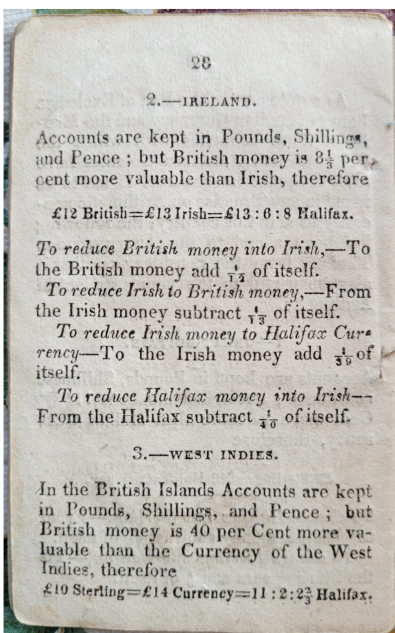 28
2.—IRELAND.
Accounts are kept in Pounds, Shillings,
and Pence ; but British money is 8⅓ per
cent more valuable than Irish, therefore
£12 British=£13 Irish=£13 : 6 : 8 Halifax.
To reduce British money into Irish,—To
the British money add 1/12 of itself.
To reduce Irish to British money,—From
the Irish money subtract 1/13 of itself.
To reduce Irish money to Halifax Cur-
rency—To the Irish money add 1/39 of
itself.
To reduce Halifax money into Irish--
From the Halifax subtract 1/40 of itself.
3.—WEST INDIES.
In the British Islands Accounts are kept
in Pounds, Shillings, and Pence ; but
British money is 40 per Cent more va-
luable than the Currency of the West
Indies, therefore
£10 Sterling=£14 Currency=11 : 2:2⅔ Halifax.